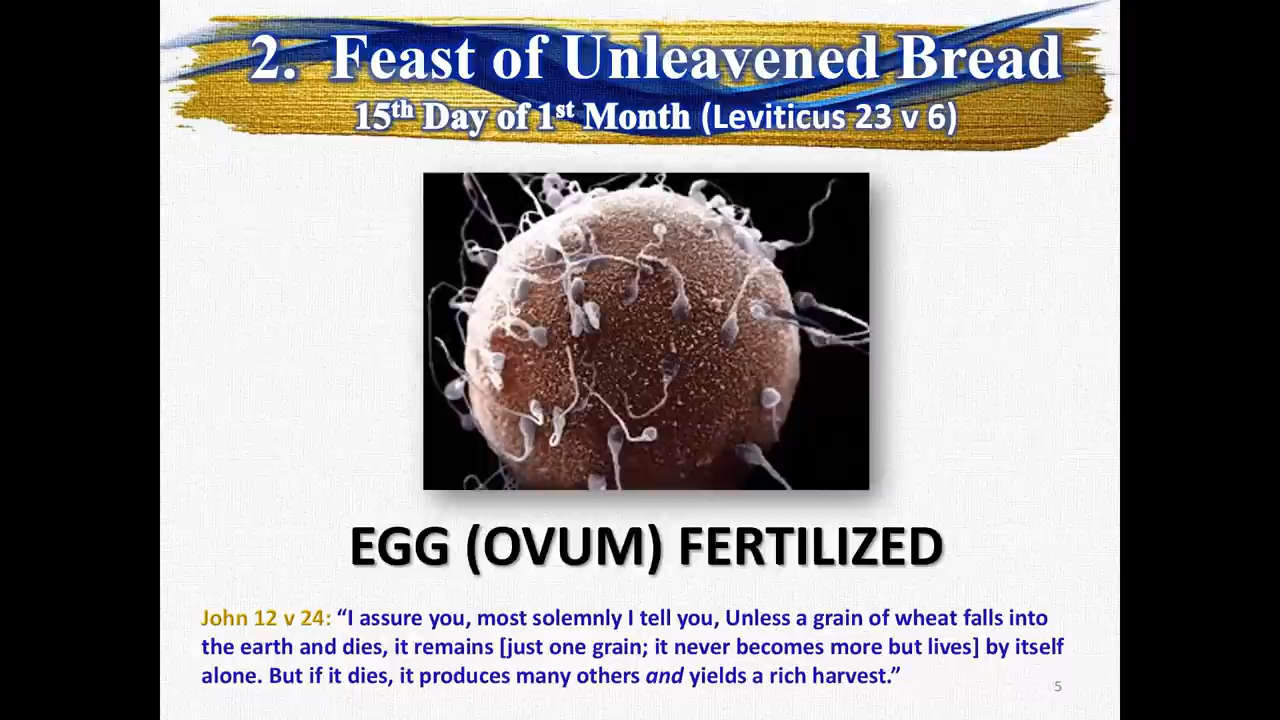 2. Feast of Unleavened Bread
15th Day of 1st Month (Leviticus 23 v 6)
EGG (OVUM) FERTILIZED
John 12 v 24: “I assure you, most solemnly I tell you, Unless a grain of wheat falls into
the earth and dies, it remains [just one grain; it never becomes more but lives] by itself
alone. But if it dies, it produces many others and yields a rich harvest.”
5